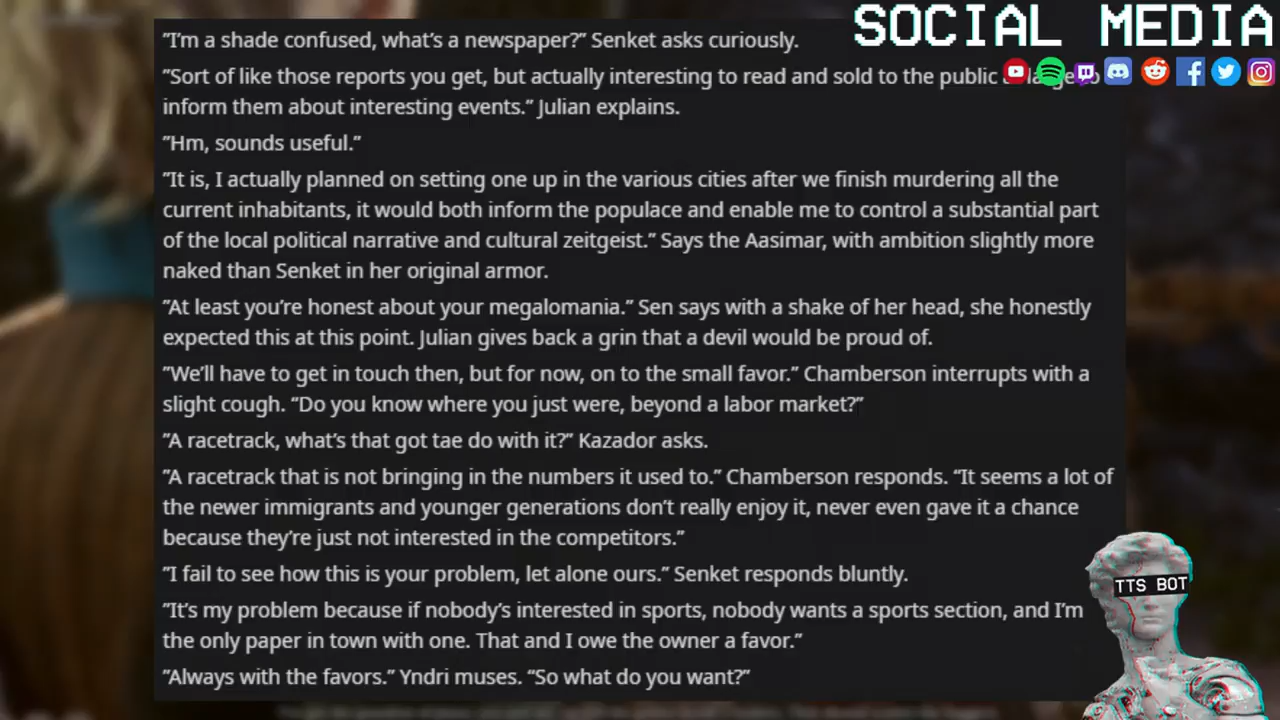 SOCIAL MEDIA
"I'm a shade confused, what's a newspaper?" Senket asks curiously.
"Sort of like those reports you get, but actually interesting to read and sold to the public
inform them about interesting events." Julian explains.
"Hm, sounds useful."
"It is, I actually planned on setting one up in the various cities after we finish murdering all the
current inhabitants, it would both inform the populace and enable me to control a substantial part
of the local political narrative and cultural zeitgeist." Says the Aasimar, with ambition slightly more
naked than Senket in her original armor.
"At least you're honest about your megalomania." Sen says with a shake of her head, she honestly
expected this at this point. Julian gives back a grin that a devil would be proud of.
"We'll have to get in touch then, but for now, on to the small favor." Chamberson interrupts with a
slight cough. "Do you know where you just were, beyond a labor market?"
"A racetrack, what's that got tae do with it?" Kazador asks.
"A racetrack that is not bringing in the numbers it used to." Chamberson responds. "It seems a lot of
the newer immigrants and younger generations don't really enjoy it, never even gave it a chance
because they're just not interested in the competitors."
"I fail to see how this is your problem, let alone ours." Senket responds bluntly.
"It's my problem because if nobody's interested in sports, nobody wants a sports section, and I'm
the only paper in town with one. That and I owe the owner a favor."
"Always with the favors." Yndri muses. "So what do you want?"
TTS BOT